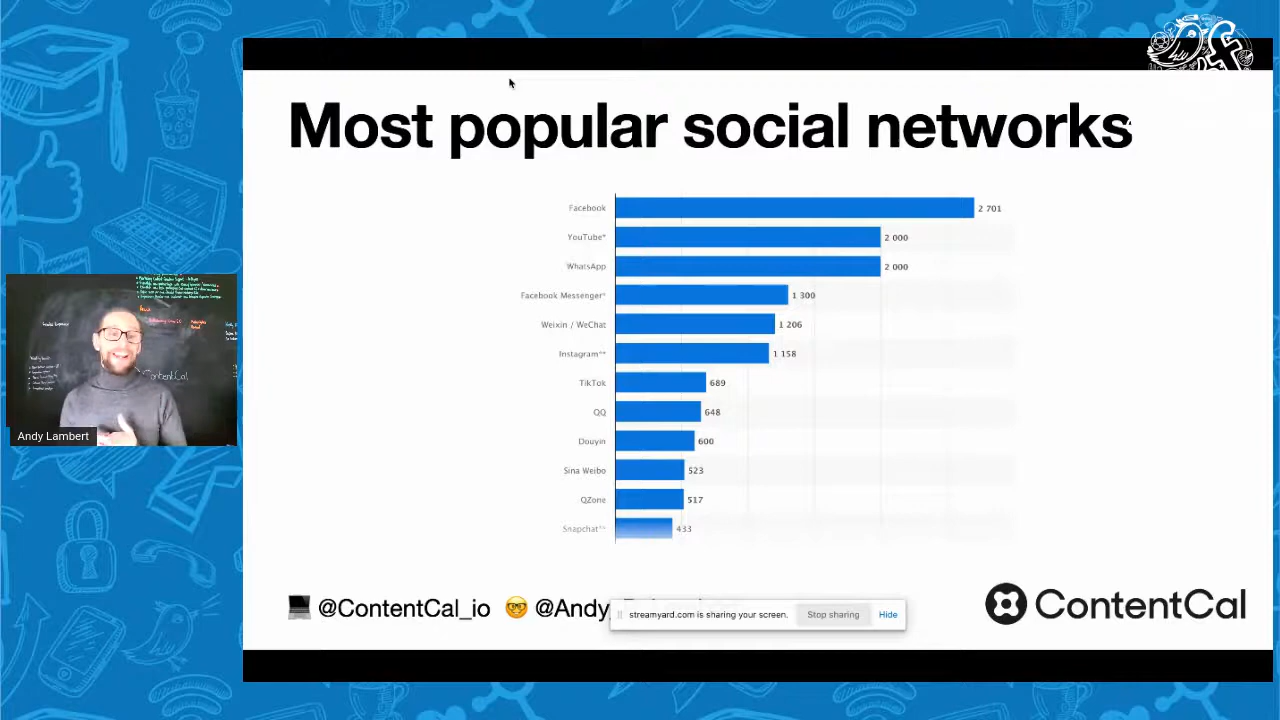 Most popular social networks
Facebook 2 701
YouTube* 2 000
WhatsApp 2 000
Facebook Messenger* 1 300
Weixin / WeChat 1 206
Instagram** 1 158
TikTok 689
QQ 648
Douyin 600
Sina Weibo 523
QZone 517
Snapchat** 433
ContentCal
Andy Lambert
@ContentCal_io @Andy
streamyard.com is sharing your screen. Stop sharing Hide
ContentCal